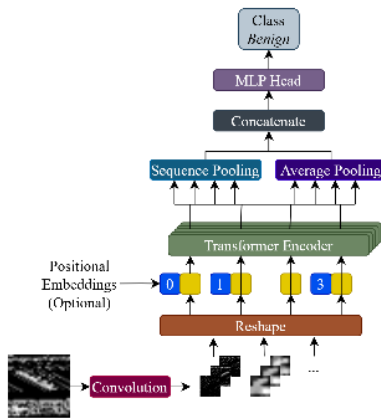 Class
Benign
MLP Head
Concatenate
Sequence Pooling
Average Pooling
Transformer Encoder
Positional
Embeddings
(Optional)
0
1
3
Reshape
Convolution
...